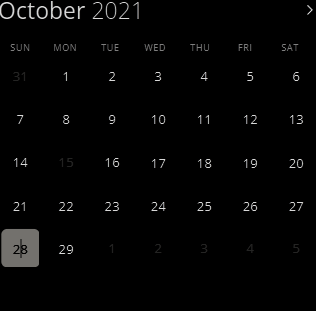 October 2021
SUN MON TUE WED THU FRI SAT
31 1 2 3 4 5 6
7 8 9 10 11 12 13
14 15 16 17 18 19 20
21 22 23 24 25 26 27
28 29 1 2 3 4 5